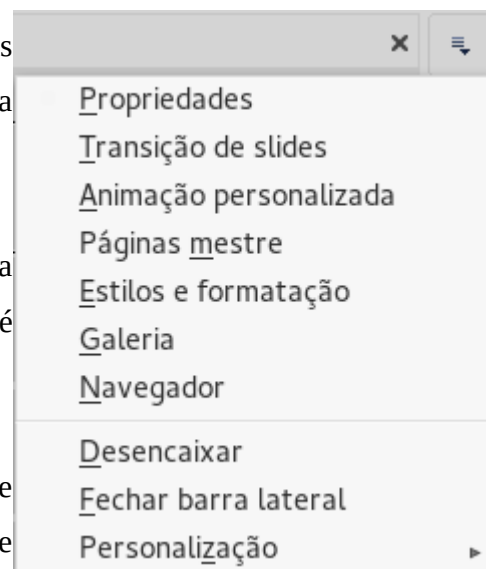 s
a
Propriedades
Transição de slides
Animação personalizada
Páginas mestre
a
Estilos e formatação
é
Galeria
Navegador
Desencaixar
e
Fechar barra lateral
e
Personalização